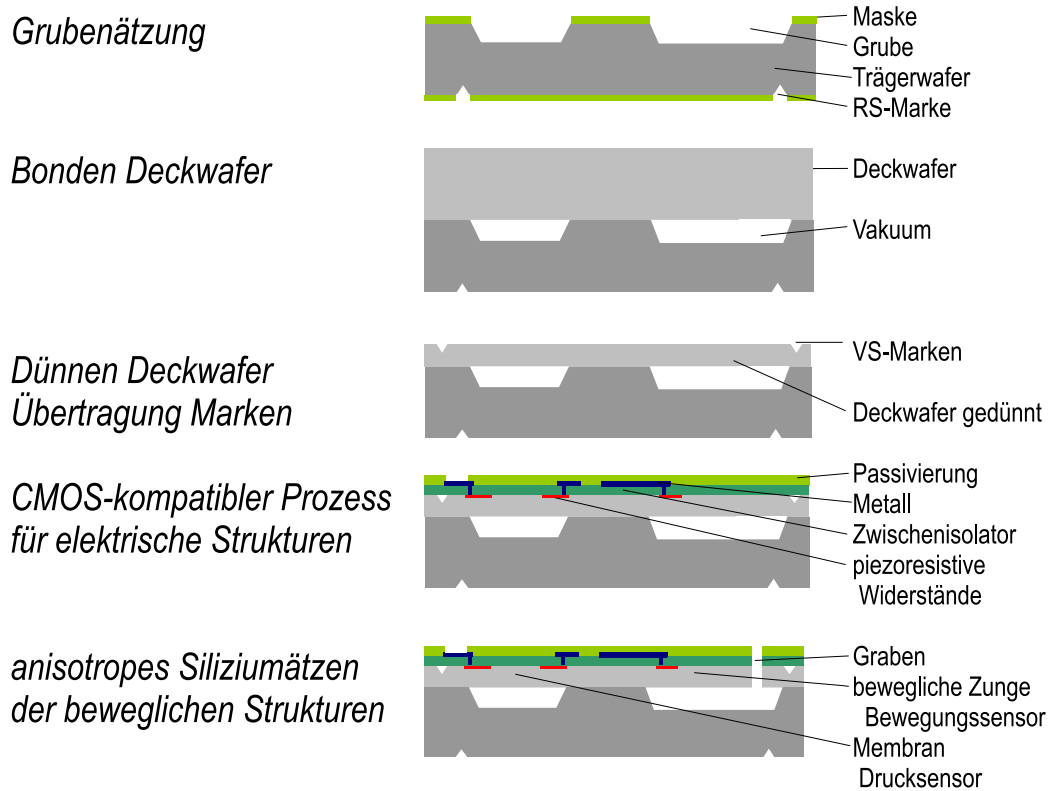 Grubenätzung
Maske
Grube
Trägerwafer
RS-Marke
Bonden Deckwafer
Deckwafer
Vakuum
Dünnen Deckwafer
Übertragung Marken
VS-Marken
Deckwafer gedünnt
CMOS-kompatibler Prozess
für elektrische Strukturen
Passivierung
Metall
Zwischenisolator
piezoresistive
Widerstände
anisotropes Siliziumätzen
der beweglichen Strukturen
Graben
bewegliche Zunge
Bewegungssensor
Membran
Drucksensor